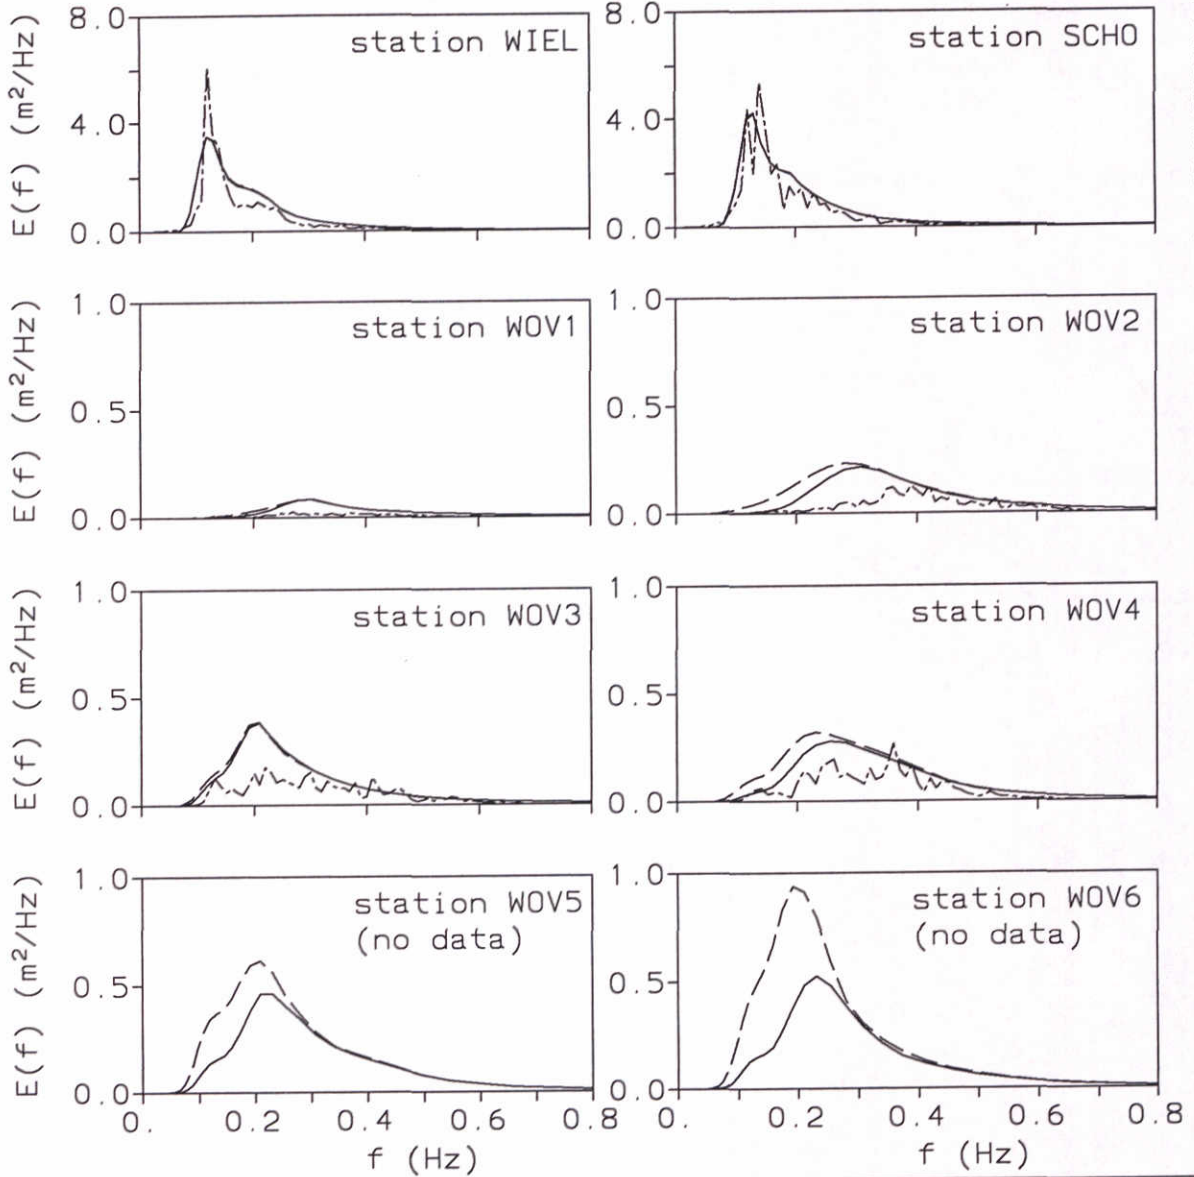 8.0
4.0
0.0
E(f) (m²/Hz)
station WIEL
8.0
4.0
0.0
station SCHO
1.0
0.5
0.0
E(f) (m²/Hz)
station WOV1
1.0
0.5
0.0
station WOV2
1.0
0.5
0.0
E(f) (m²/Hz)
station WOV3
1.0
0.5
0.0
station WOV4
1.0
0.5
0.0
E(f) (m²/Hz)
station WOV5
(no data)
0. 0.2 0.4 0.6 0.8
f (Hz)
1.0
0.5
0.0
station WOV6
(no data)
0 0.2 0.4 0.6 0.8
f (Hz)